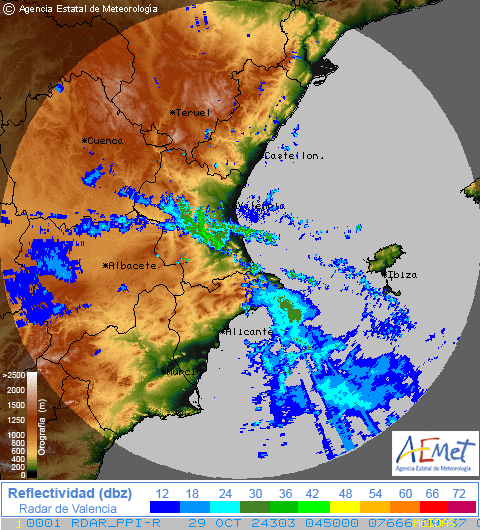 © Agencia Estatal de Meteorología
*Teruel
*Cuenca
Castellon.
Valencia
*Albacete
*Ibiza
*Alicante
*Murcia
>2500
2000
1750
1500
1250
1000
800
600
400
200
0
Orografía (m)
AEMet
Agencia Estatal de Meteorología
Reflectividad (dbz)
Radar de Valencia
12 18 24 30 36 42 48 54 60 66 72
1 0001 RDAR_PPI-R 29 OCT 24303 045000